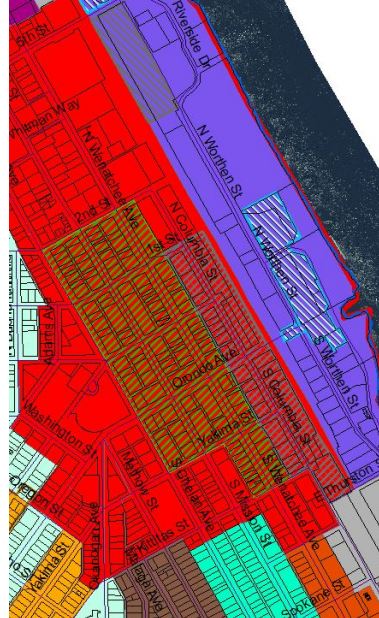 5th St
Riverside Dr
Whitman Way
N Wenatchee Ave
N Worthen St
2nd St
N Columbia St
1st St
N Worthen St
Adams Ave
Orondo Ave
S Worthen St
S Columbia St
Washington St
Yakima St
Thurston St
S Wenatchee Ave
Methow St
S Chelan Ave
S Mission St
Okanogan Ave
Kittitas St
Yakima St
Spokane St